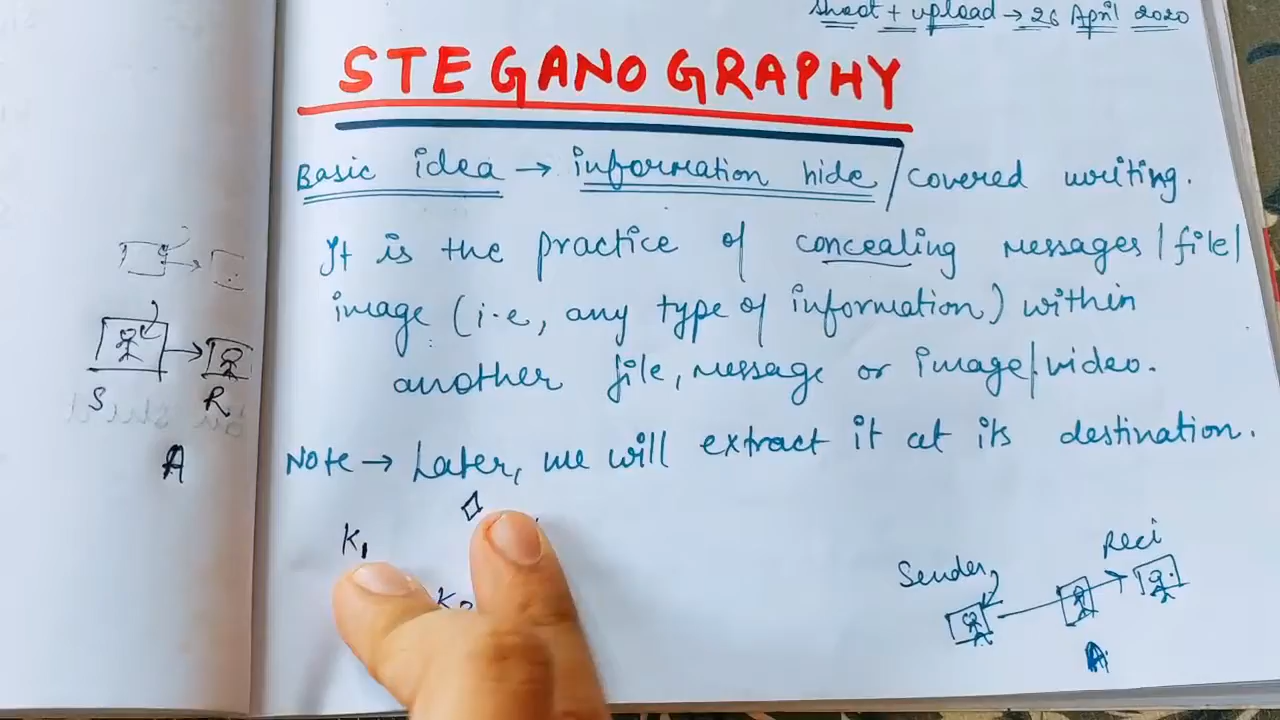 shoot + upload → 26 April 2020
STEGANOGRAPHY
Basic idea → information hide / covered writing.
It is the practice of concealing messages / file /
image (i.e., any type of information) within
another file, message or image / video.
Note → Later, we will extract it at its destination.
K1
K2
Sender
Reci
A
S R
A